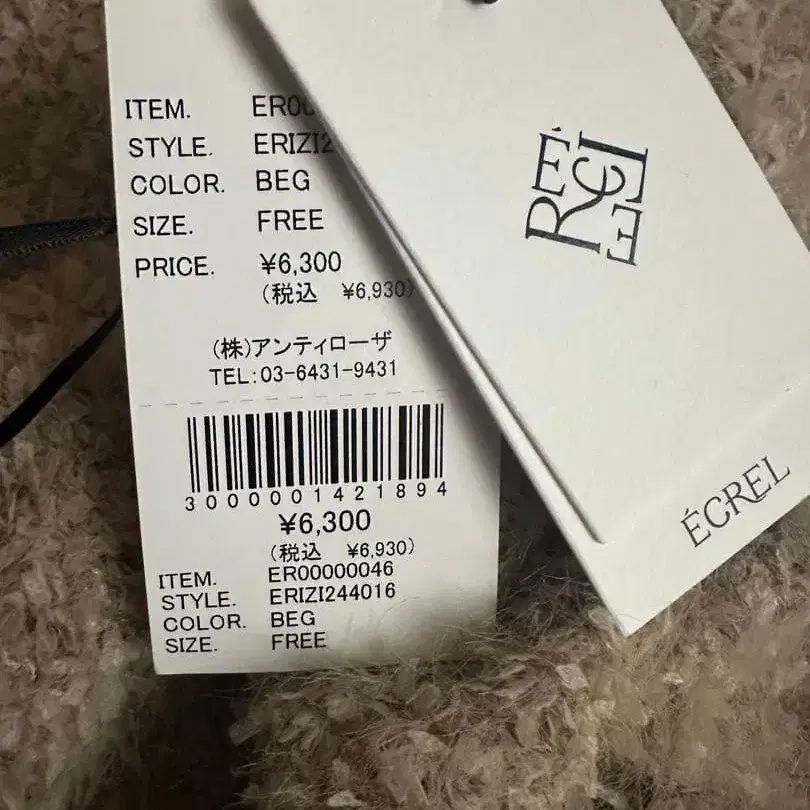 ITEM.
STYLE.
COLOR. BEG
SIZE. FREE
PRICE. ¥6,300
(税込 ¥6,930)
(株)アンティローザ
TEL:03-6431-9431
3000001421894
¥6,300
(税込 ¥6,930)
ITEM. ER00000046
STYLE. ERIZI244016
COLOR. BEG
SIZE. FREE
ÉCREL